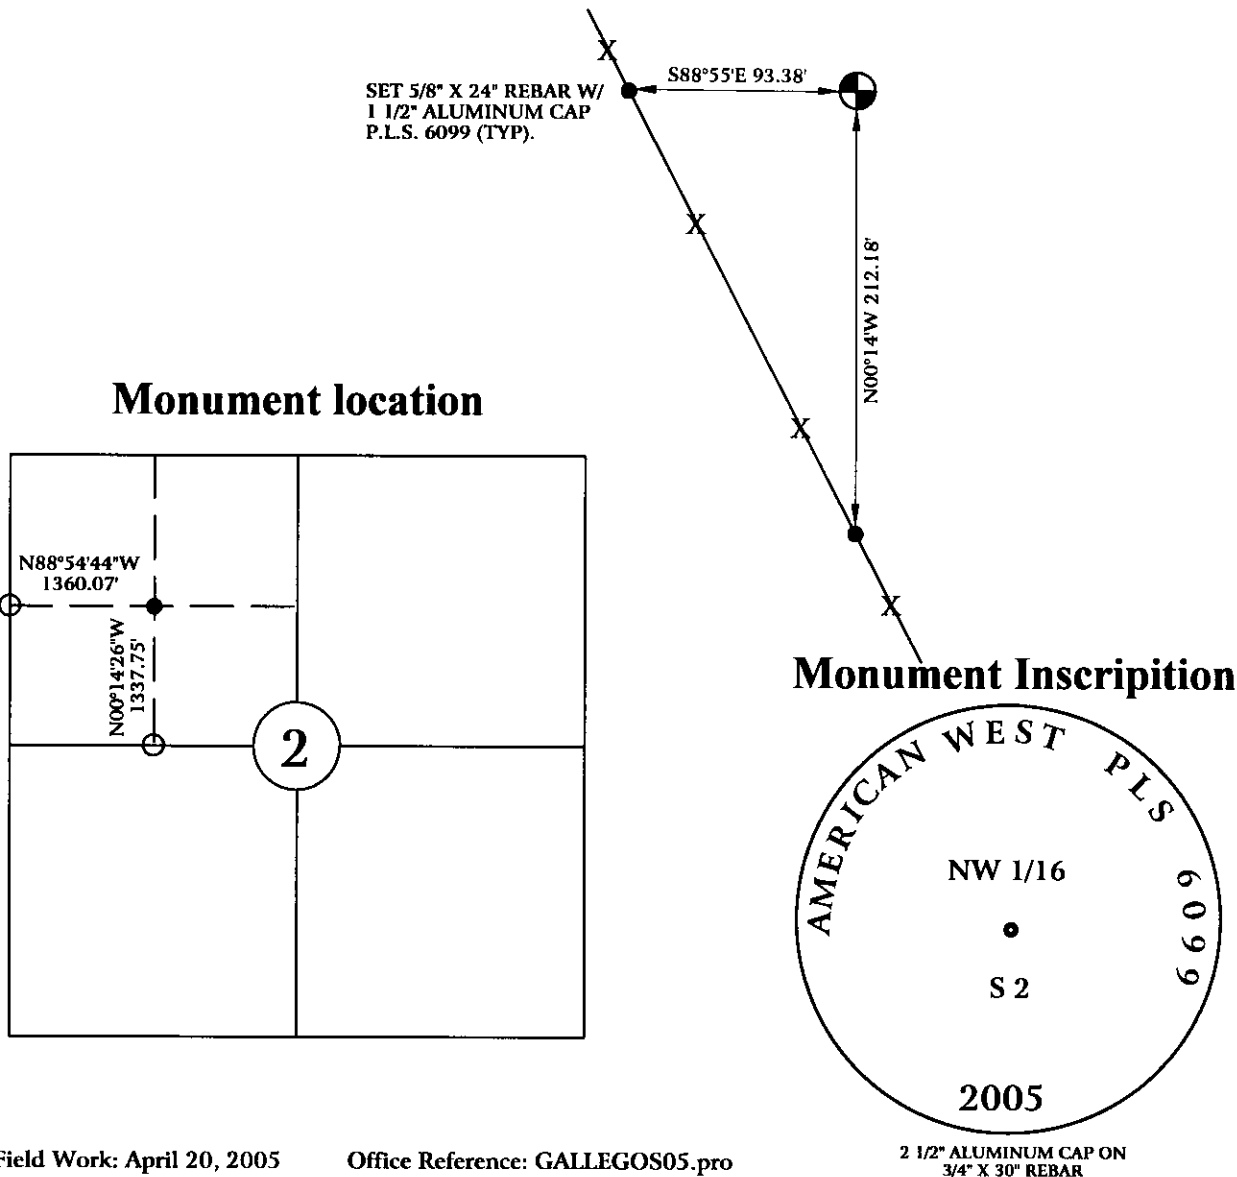 X
S88°55'E 93.38'
SET 5/8" X 24" REBAR W/
1 1/2" ALUMINUM CAP
P.L.S. 6099 (TYP).
X
N00°14'W 212.18'
X
X
Monument location
N88°54'44"W
1360.07'
N00°14'26"W
1337.75'
2
Monument Inscripition
AMERICAN WEST PLS 6099
NW 1/16
S 2
2005
2 1/2" ALUMINUM CAP ON
3/4" X 30" REBAR
Field Work: April 20, 2005 Office Reference: GALLEGOS05.pro